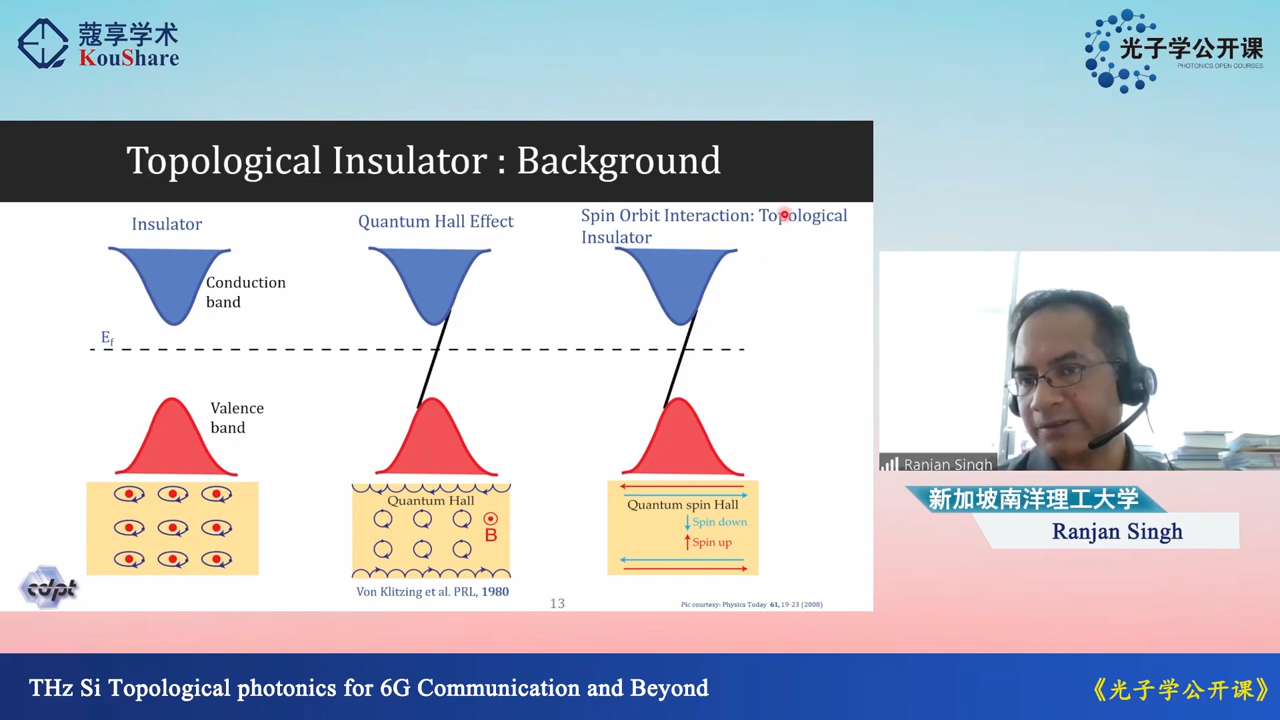 蔻享学术
KouShare
光子学公开课
PHOTONICS OPEN COURSES
Topological Insulator : Background
Insulator
Quantum Hall Effect
Spin Orbit Interaction: Topological
Insulator
Conduction
band
Ef
Valence
band
Quantum Hall
B
Quantum spin Hall
Spin down
Spin up
cdpt
Von Klitzing et al. PRL, 1980
13
Pic courtesy: Physics Today 61, 19-23 (2008)
Ranjan Singh
新加坡南洋理工大学
Ranjan Singh
THz Si Topological photonics for 6G Communication and Beyond
《光子学公开课》